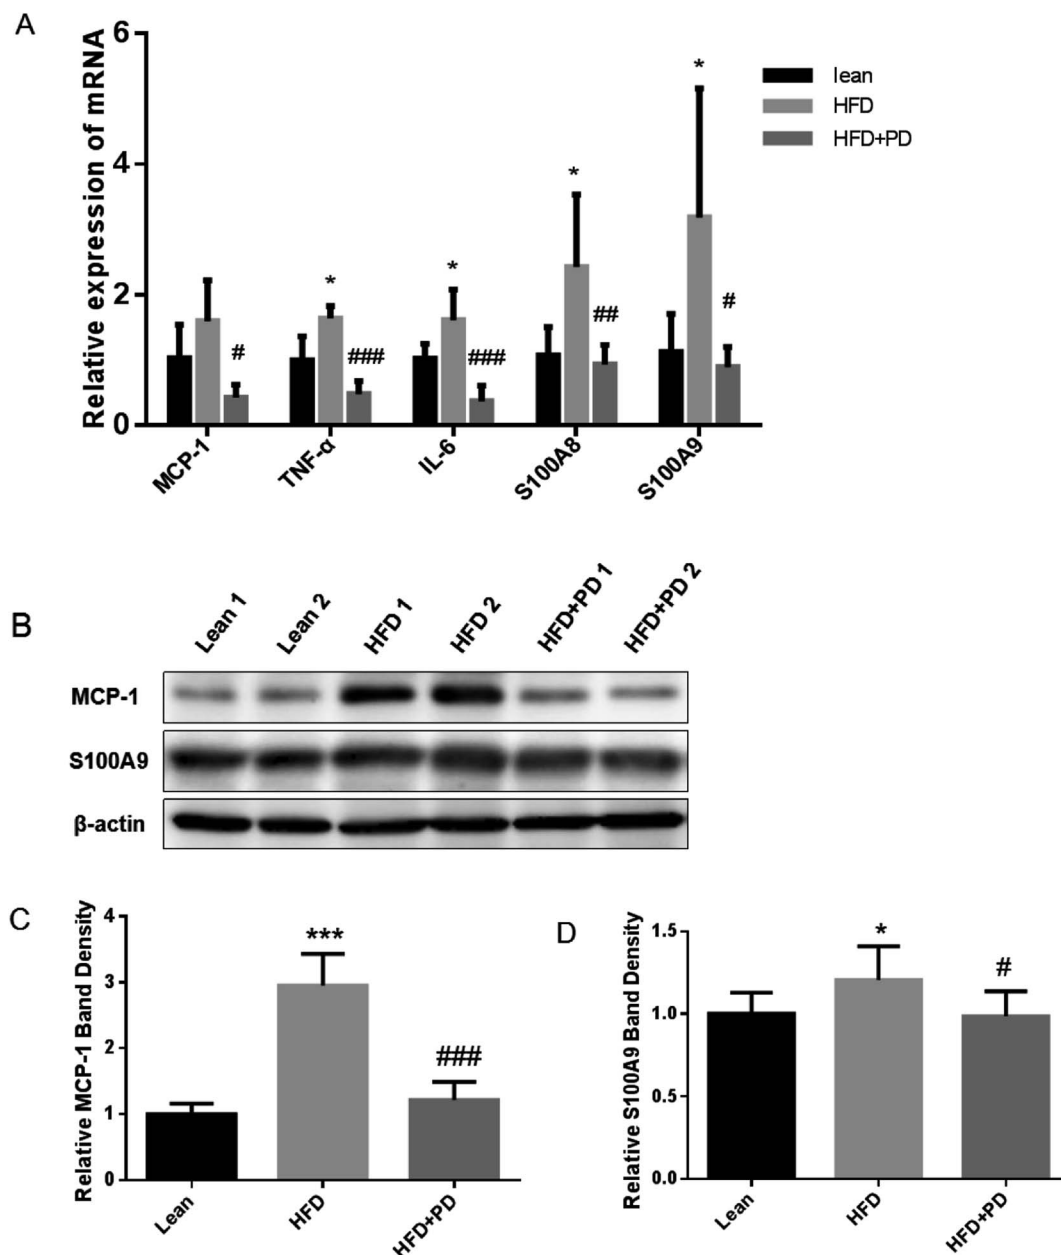 A
Relative expression of mRNA
6
4
2
0
lean
HFD
HFD+PD
*
*
*
*
#
###
###
##
#
MCP-1
TNF-α
IL-6
S100A8
S100A9
B
Lean 1
Lean 2
HFD 1
HFD 2
HFD+PD 1
HFD+PD 2
MCP-1
S100A9
β-actin
C
Relative MCP-1 Band Density
4
3
2
1
0
***
###
Lean
HFD
HFD+PD
D
Relative S100A9 Band Density
1.5
1.0
0.5
0.0
*
#
Lean
HFD
HFD+PD